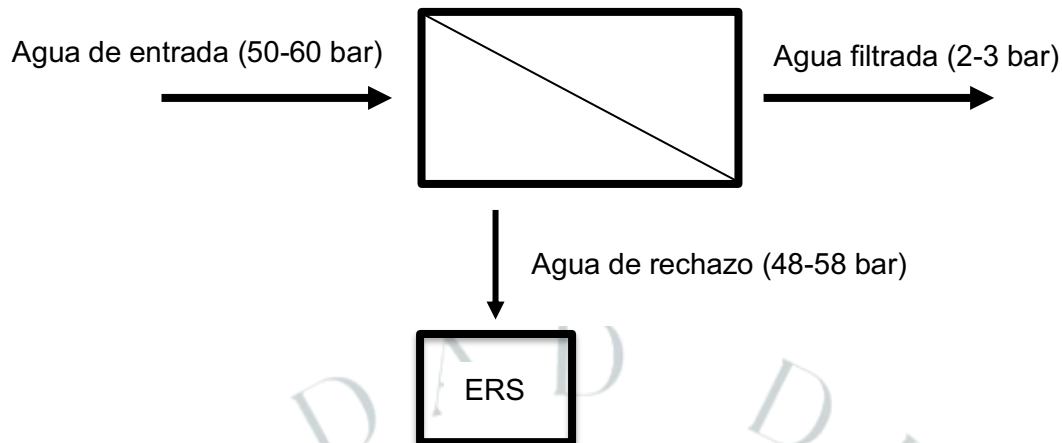 Agua de entrada (50-60 bar)
Agua filtrada (2-3 bar)
Agua de rechazo (48-58 bar)
ERS